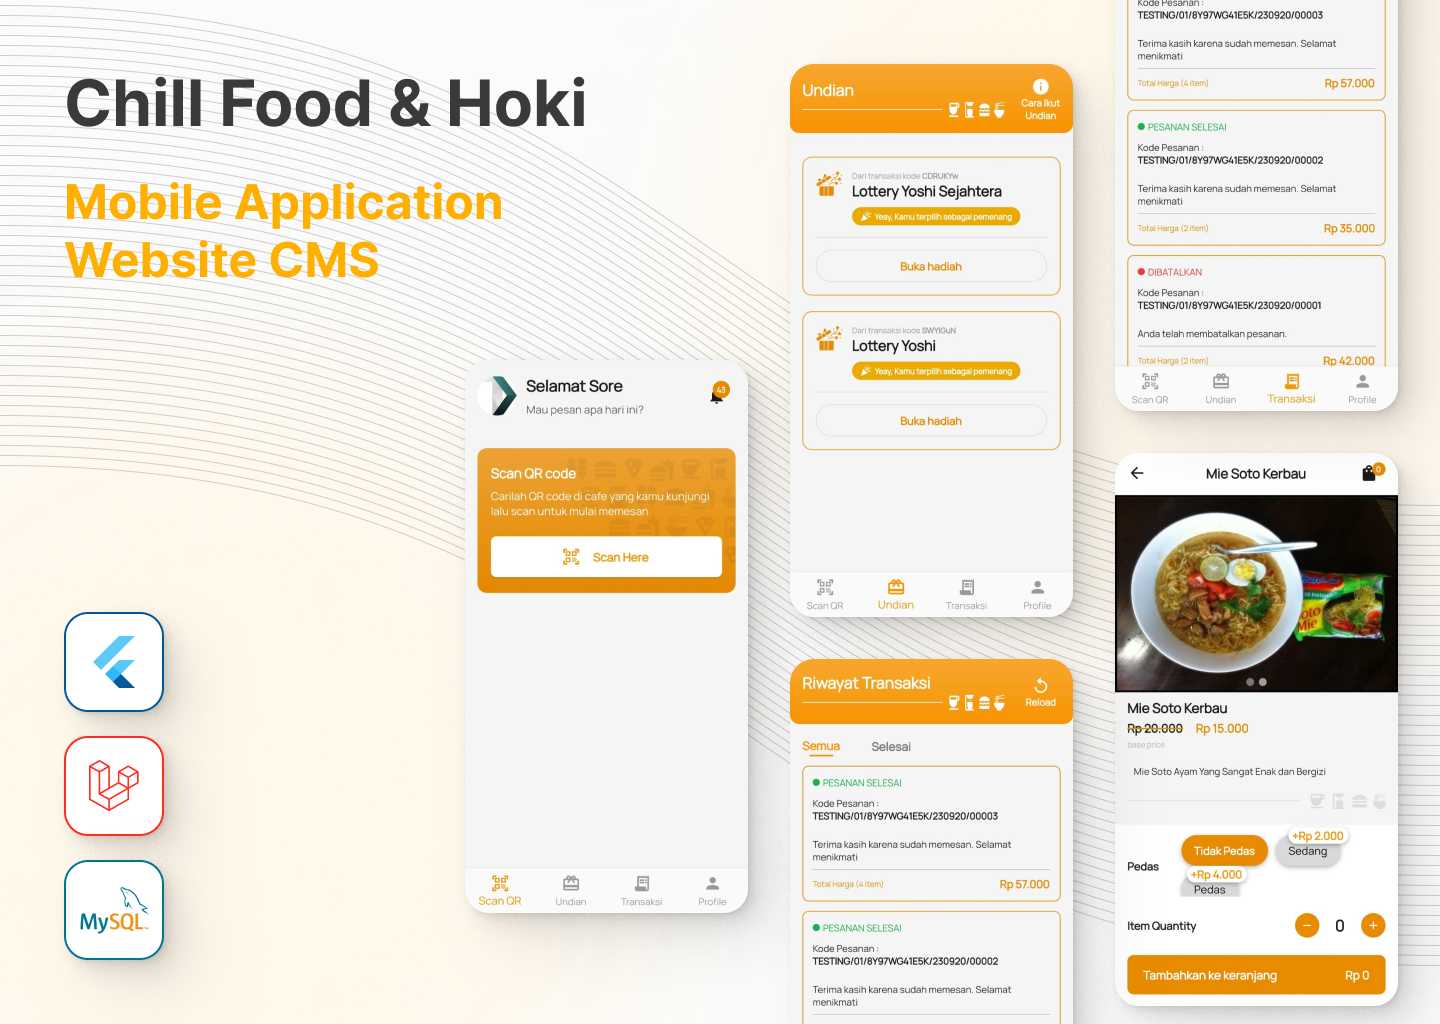 Chill Food & Hoki
Mobile Application
Website CMS
MySQL
Selamat Sore
Mau pesan apa hari ini?
43
Scan QR code
Carilah QR code di cafe yang kamu kunjungi
lalu scan untuk mulai memesan
Scan Here
Scan QR
Undian
Transaksi
Profile
Undian
Cara Ikut
Undian
Dari transaksi kode CDRUKYw
Lottery Yoshi Sejahtera
Yeay, Kamu terpilih sebagai pemenang
Buka hadiah
Dari transaksi kode SWYIGuN
Lottery Yoshi
Yeay, Kamu terpilih sebagai pemenang
Buka hadiah
Scan QR
Undian
Transaksi
Profile
Riwayat Transaksi
Reload
Semua
Selesai
PESANAN SELESAI
Kode Pesanan :
TESTING/01/8Y97WG41E5K/230920/00003
Terima kasih karena sudah memesan. Selamat
menikmati
Total Harga (4 item)
Rp 57.000
PESANAN SELESAI
Kode Pesanan :
TESTING/01/8Y97WG41E5K/230920/00002
Terima kasih karena sudah memesan. Selamat
menikmati
Kode Pesanan :
TESTING/01/8Y97WG41E5K/230920/00003
Terima kasih karena sudah memesan. Selamat
menikmati
Total Harga (4 item)
Rp 57.000
PESANAN SELESAI
Kode Pesanan :
TESTING/01/8Y97WG41E5K/230920/00002
Terima kasih karena sudah memesan. Selamat
menikmati
Total Harga (2 item)
Rp 35.000
DIBATALKAN
Kode Pesanan :
TESTING/01/8Y97WG41E5K/230920/00001
Anda telah membatalkan pesanan.
Total Harga (2 item)
Rp 42.000
Scan QR
Undian
Transaksi
Profile
Mie Soto Kerbau
0
Mie Soto Kerbau
Rp 20.000
Rp 15.000
base price
Mie Soto Ayam Yang Sangat Enak dan Bergizi
Pedas
Tidak Pedas
+Rp 2.000
Sedang
+Rp 4.000
Pedas
Item Quantity
0
Tambahkan ke keranjang
Rp 0